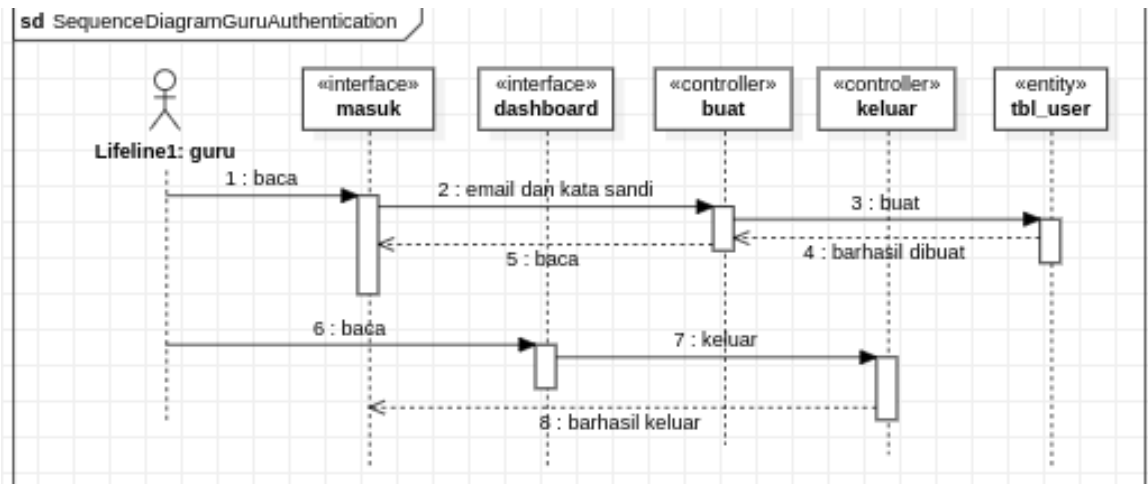 sd SequenceDiagramGuruAuthentication
«interface»
masuk
«interface»
dashboard
«controller»
buat
«controller»
keluar
«entity»
tbl_user
Lifeline1: guru
1 : baca
2 : email dan kata sandi
3 : buat
4 : barhasil dibuat
5 : baca
6 : baca
7 : keluar
8 : barhasil keluar